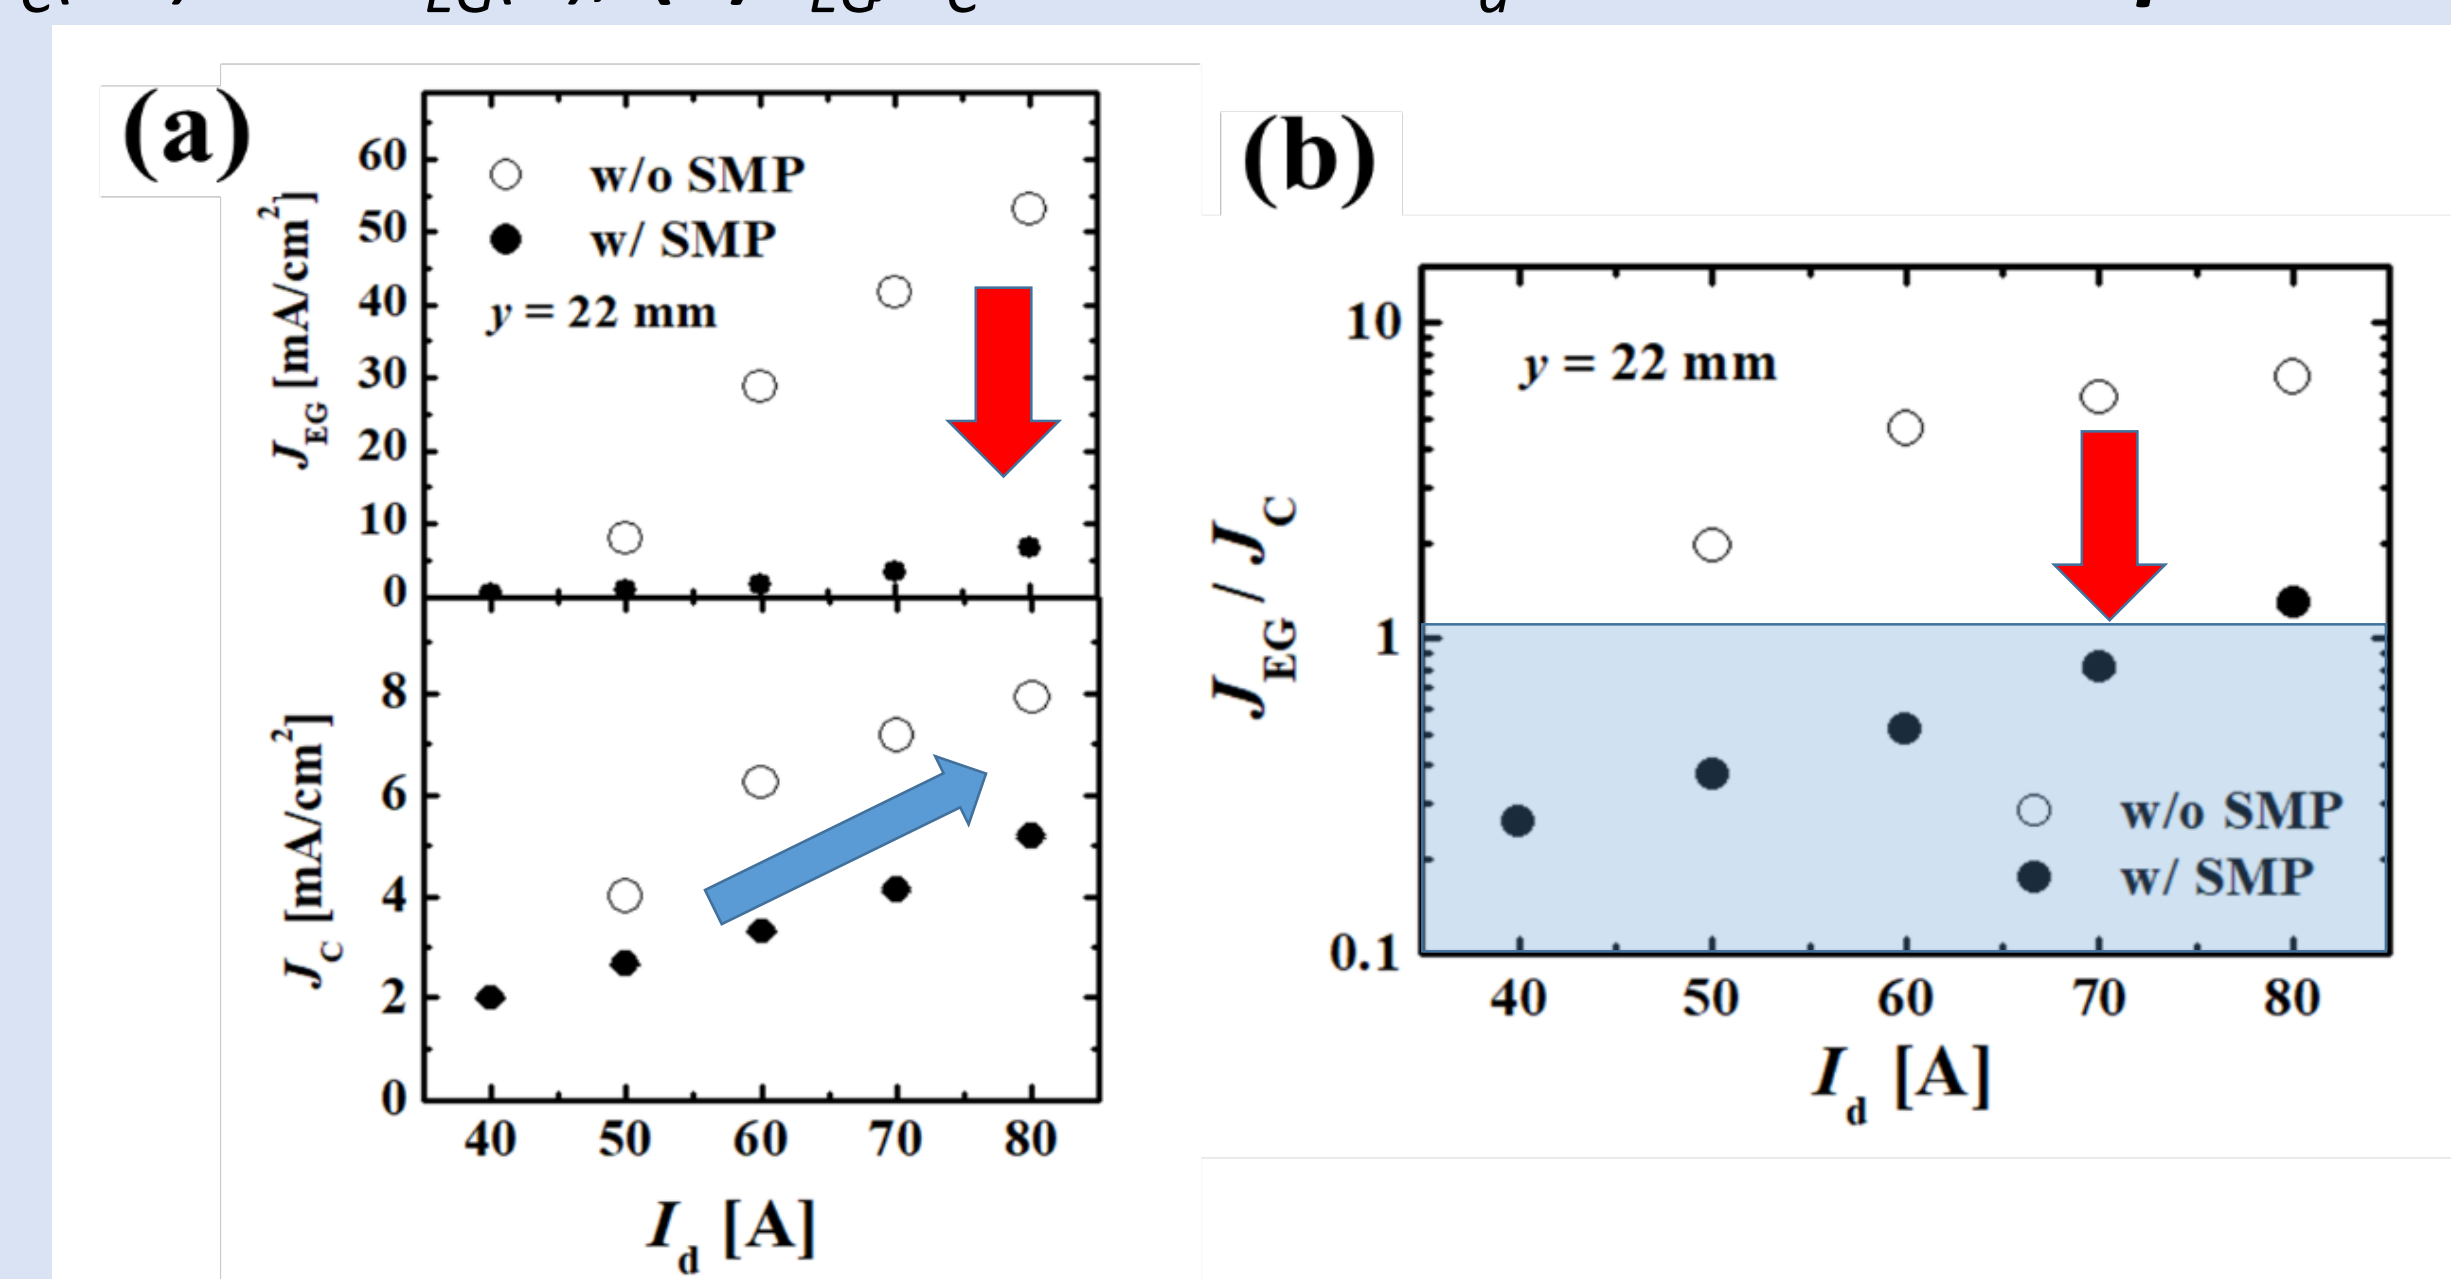 (a)
60
50
40
30
20
10
0
J_EG [mA/cm²]
w/o SMP
w/ SMP
y = 22 mm
8
6
4
2
0
J_C [mA/cm²]
40 50 60 70 80
I_d [A]
(b)
10
1
0.1
J_EG / J_C
y = 22 mm
w/o SMP
w/ SMP
40 50 60 70 80
I_d [A]